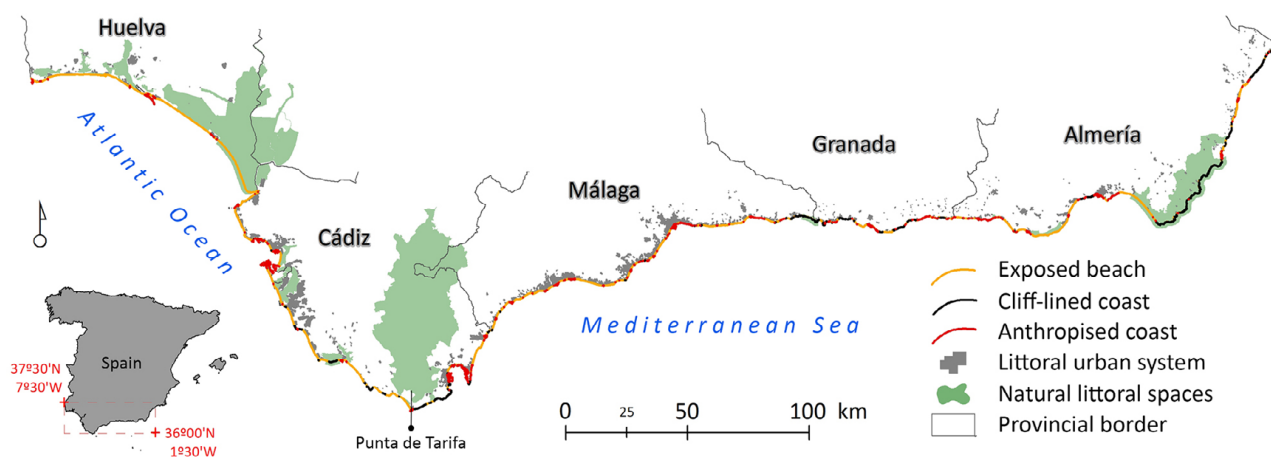 Huelva
Atlantic Ocean
Cádiz
Málaga
Granada
Almería
Mediterranean Sea
Punta de Tarifa
Spain
37º30'N
7º30'W
36º00'N
1º30'W
0 25 50 100 km
Exposed beach
Cliff-lined coast
Anthropised coast
Littoral urban system
Natural littoral spaces
Provincial border